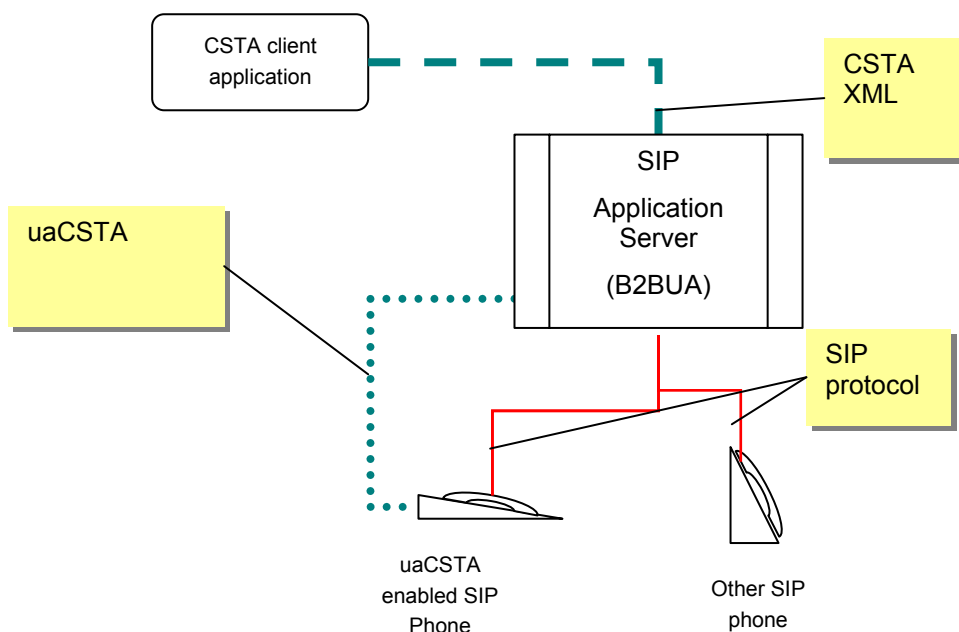 CSTA client
application
CSTA
XML
SIP
Application
Server
(B2BUA)
uaCSTA
SIP
protocol
uaCSTA
enabled SIP
Phone
Other SIP
phone